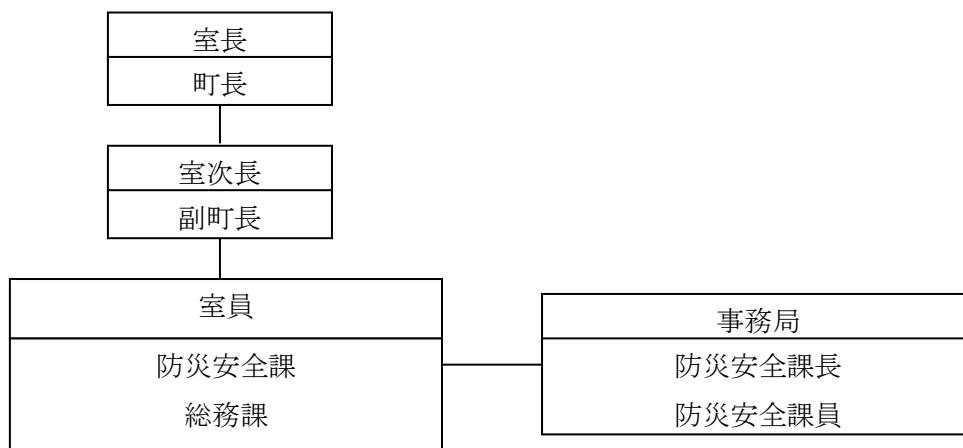 室長
町長
室次長
副町長
室員
防災安全課
総務課
事務局
防災安全課長
防災安全課員